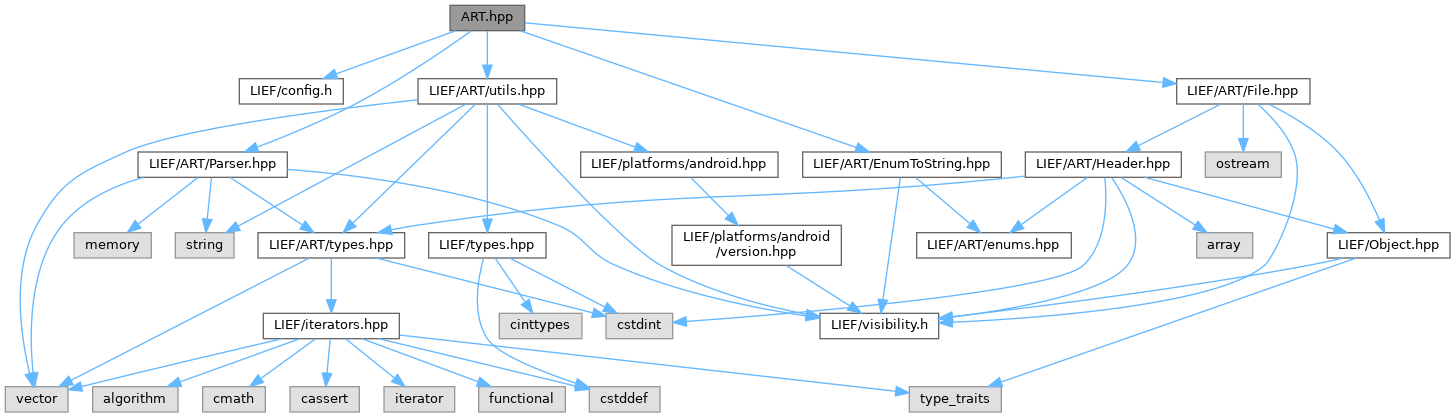 ART.hpp
LIEF/config.h
LIEF/ART/utils.hpp
LIEF/ART/File.hpp
LIEF/ART/Parser.hpp
LIEF/platforms/android.hpp
LIEF/ART/EnumToString.hpp
LIEF/ART/Header.hpp
ostream
memory
string
LIEF/ART/types.hpp
LIEF/types.hpp
LIEF/platforms/android
/version.hpp
LIEF/ART/enums.hpp
array
LIEF/Object.hpp
LIEF/iterators.hpp
cinttypes
cstdint
LIEF/visibility.h
vector
algorithm
cmath
cassert
iterator
functional
cstddef
type_traits